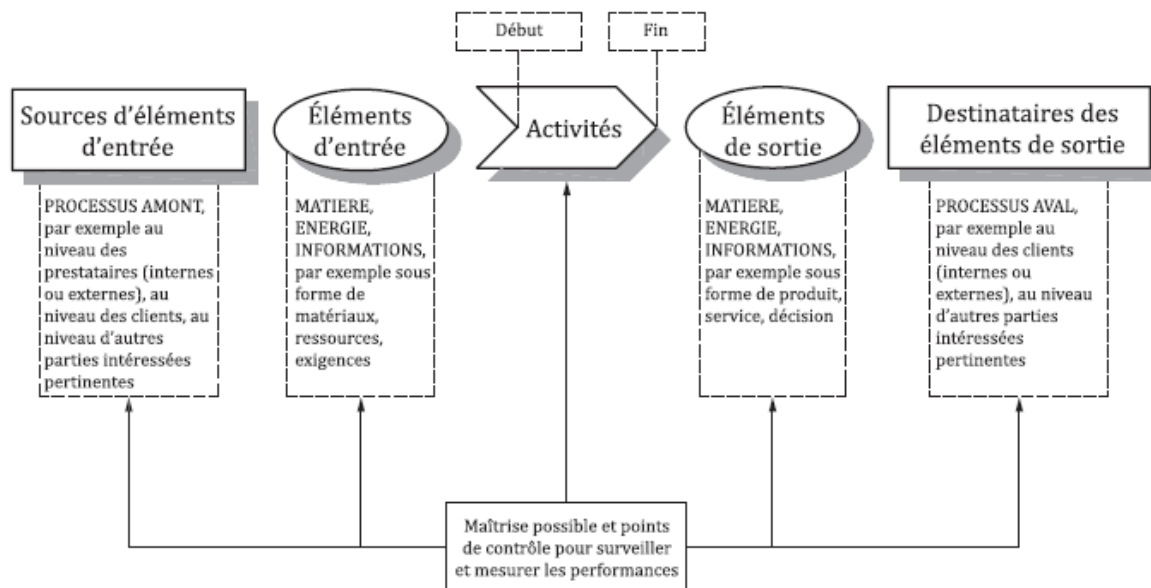 Début
Fin
Sources d'éléments
d'entrée
Éléments
d'entrée
Activités
Éléments
de sortie
Destinataires des
éléments de sortie
PROCESSUS AMONT,
par exemple au
niveau des
prestataires (internes
ou externes), au
niveau des clients, au
niveau d'autres
parties intéressées
pertinentes
MATIERE,
ENERGIE,
INFORMATIONS,
par exemple sous
forme de
matériaux,
ressources,
exigences
MATIERE,
ENERGIE,
INFORMATIONS,
par exemple sous
forme de produit,
service, décision
PROCESSUS AVAL,
par exemple au
niveau des clients
(internes ou
externes), au niveau
d'autres parties
intéressées
pertinentes
Maîtrise possible et points
de contrôle pour surveiller
et mesurer les performances